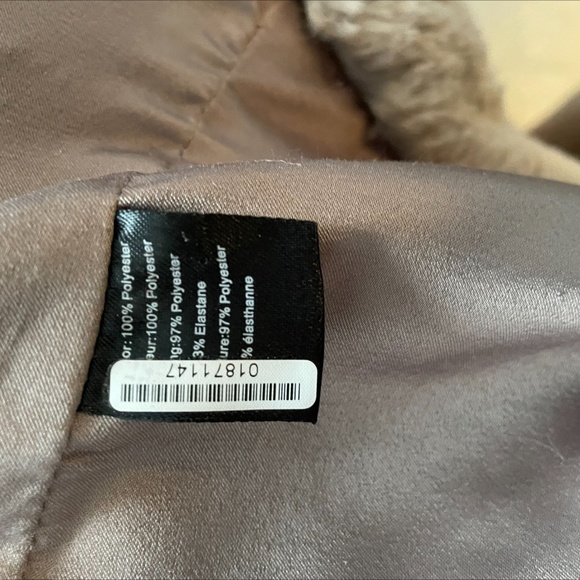 or:100% Polyester
eur:100% Polyester
ng:97% Polyester
3% Elastane
ure:97% Polyester
% élasthanne
01871147